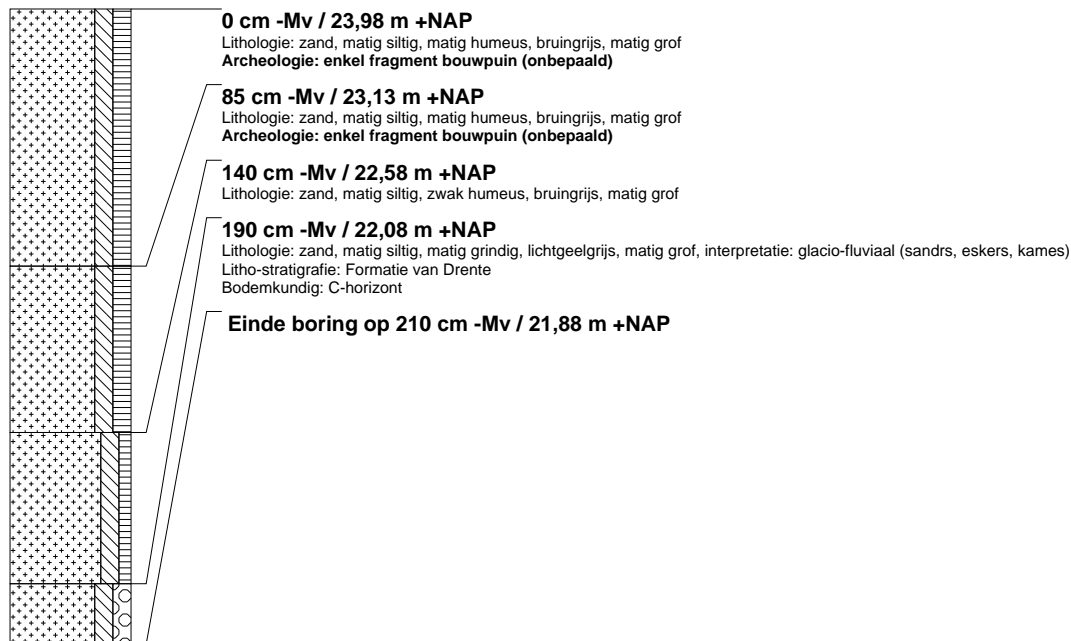 0 cm -Mv / 23,98 m +NAP
Lithologie: zand, matig siltig, matig humeus, bruingrijs, matig grof
Archeologie: enkel fragment bouwpuin (onbepaald)
85 cm -Mv / 23,13 m +NAP
Lithologie: zand, matig siltig, matig humeus, bruingrijs, matig grof
Archeologie: enkel fragment bouwpuin (onbepaald)
140 cm -Mv / 22,58 m +NAP
Lithologie: zand, matig siltig, zwak humeus, bruingrijs, matig grof
190 cm -Mv / 22,08 m +NAP
Lithologie: zand, matig siltig, matig grindig, lichtgeelgrijs, matig grof, interpretatie: glacio-fluviaal (sandrs, eskers, kames)
Litho-stratigrafie: Formatie van Drente
Bodemkundig: C-horizont
Einde boring op 210 cm -Mv / 21,88 m +NAP